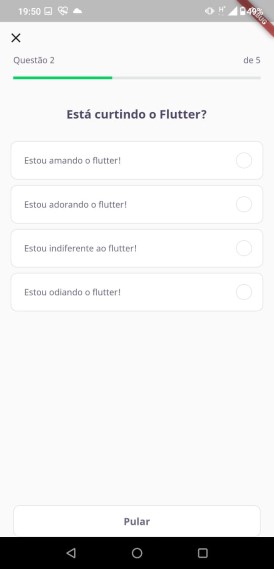 19:50 49%
Questão 2 de 5
Está curtindo o Flutter?
Estou amando o flutter!
Estou adorando o flutter!
Estou indiferente ao flutter!
Estou odiando o flutter!
Pular